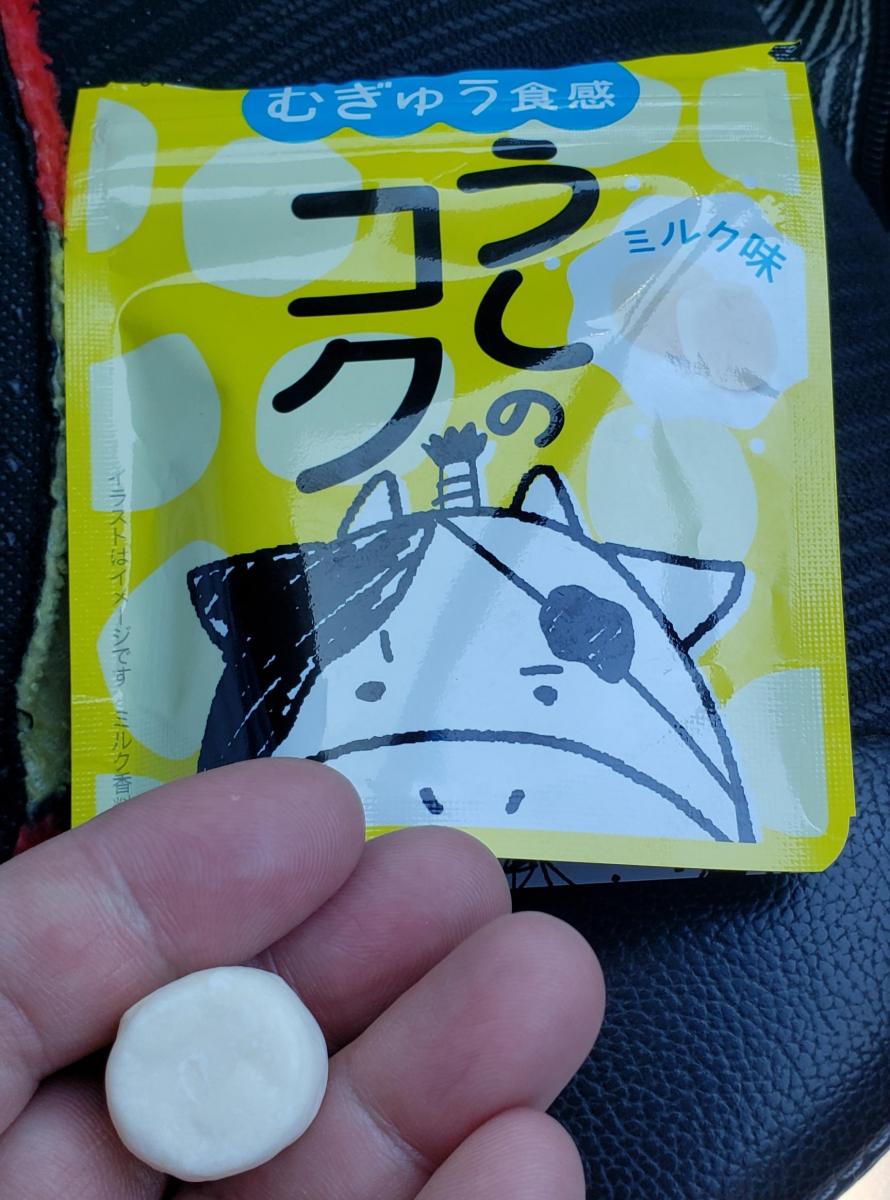 むぎゅう食感
うしの
コク
ミルク味
イラストはイメージです ミルク香料